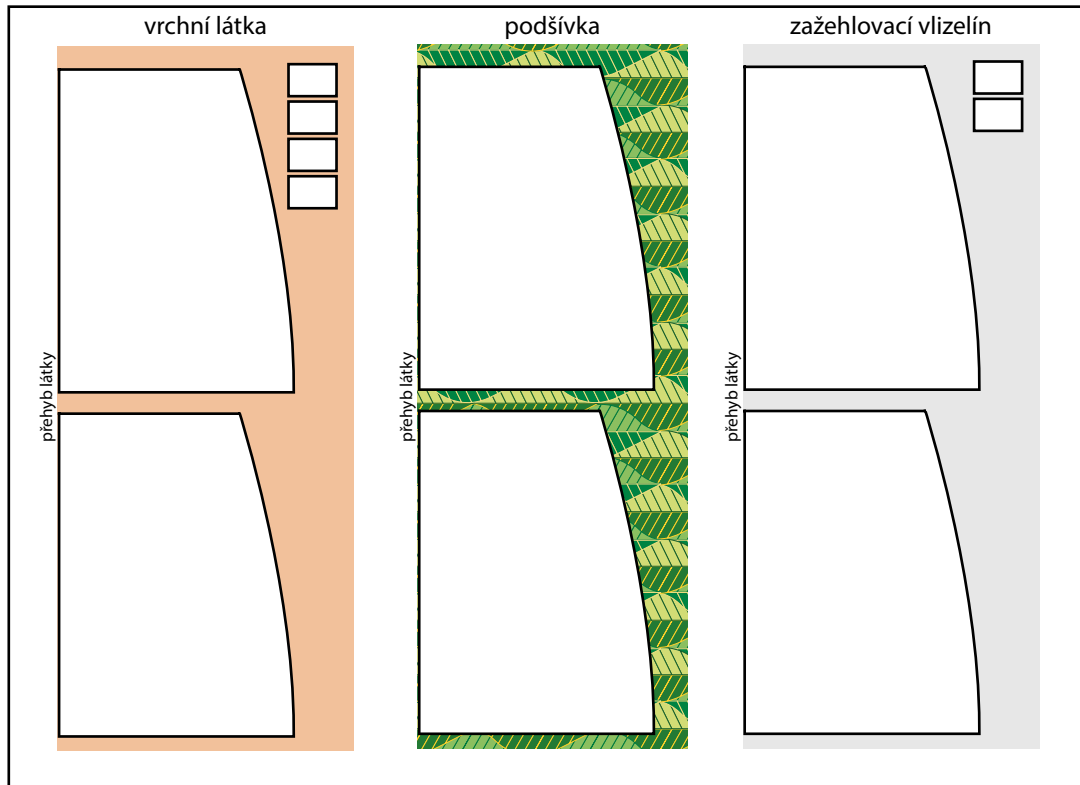 vrchní látka
podšívka
zažehlovací vlizelín
přehyb látky
přehyb látky
přehyb látky